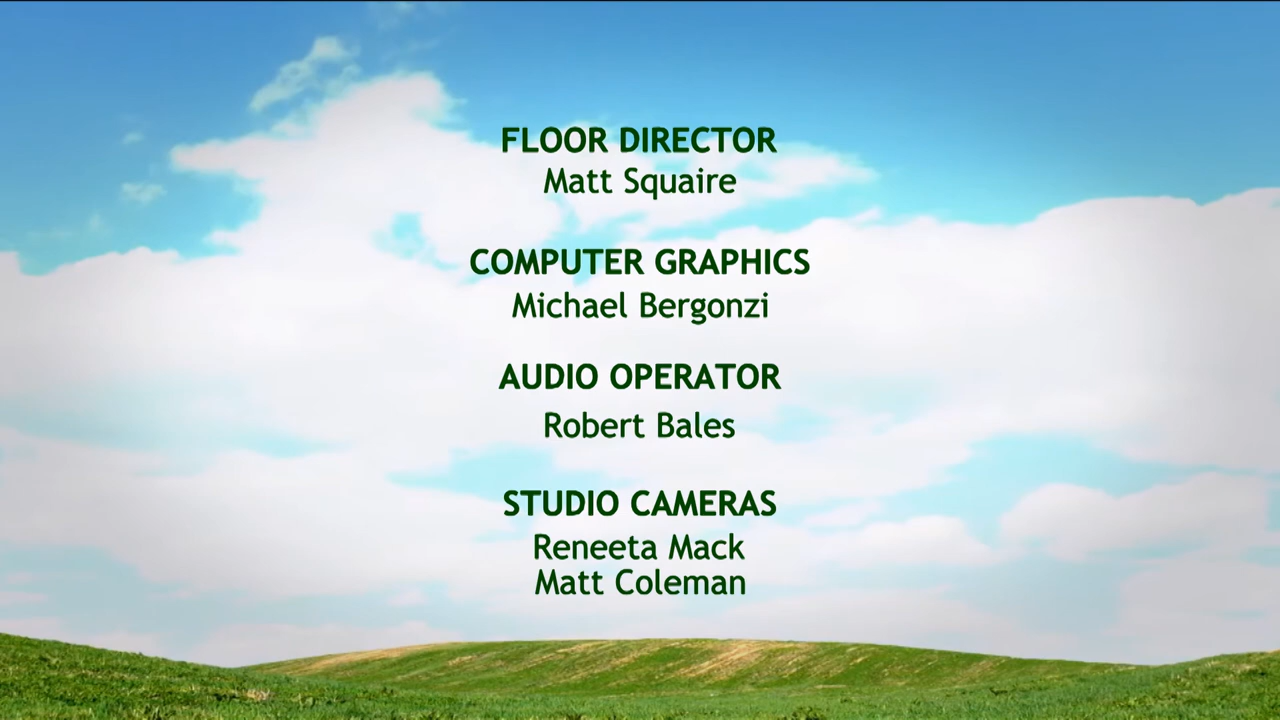 FLOOR DIRECTOR
Matt Squaire
COMPUTER GRAPHICS
Michael Bergonzi
AUDIO OPERATOR
Robert Bales
STUDIO CAMERAS
Reneeta Mack
Matt Coleman